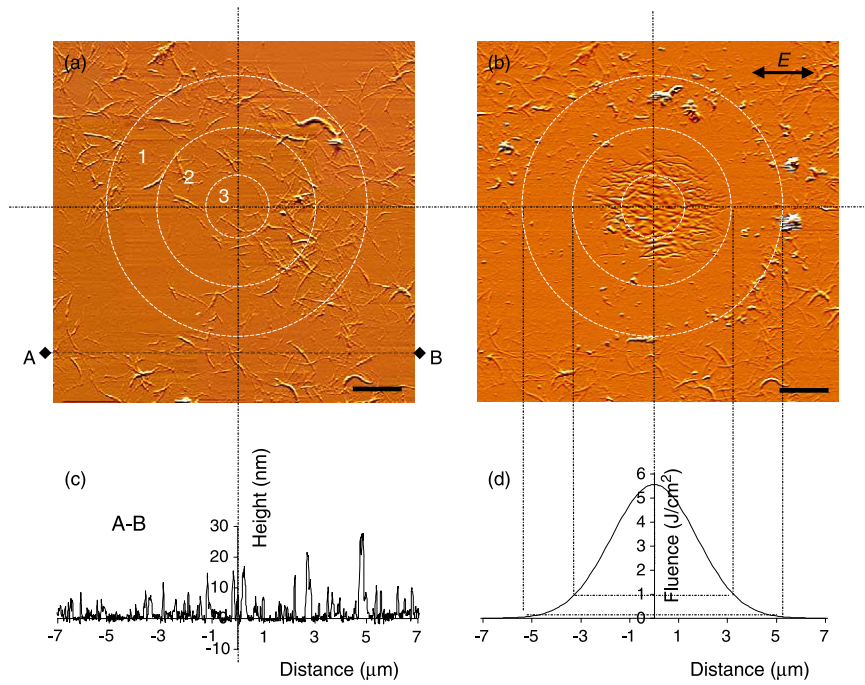 (a)
1
2
3
A
B
(b)
E
(c)
A-B
Height (nm)
30
20
10
0
-10
-7 -5 -3 -1 1 3 5 7
Distance (μm)
(d)
Fluence (J/cm²)
6
5
4
3
2
1
0
-7 -5 -3 -1 1 3 5 7
Distance (μm)